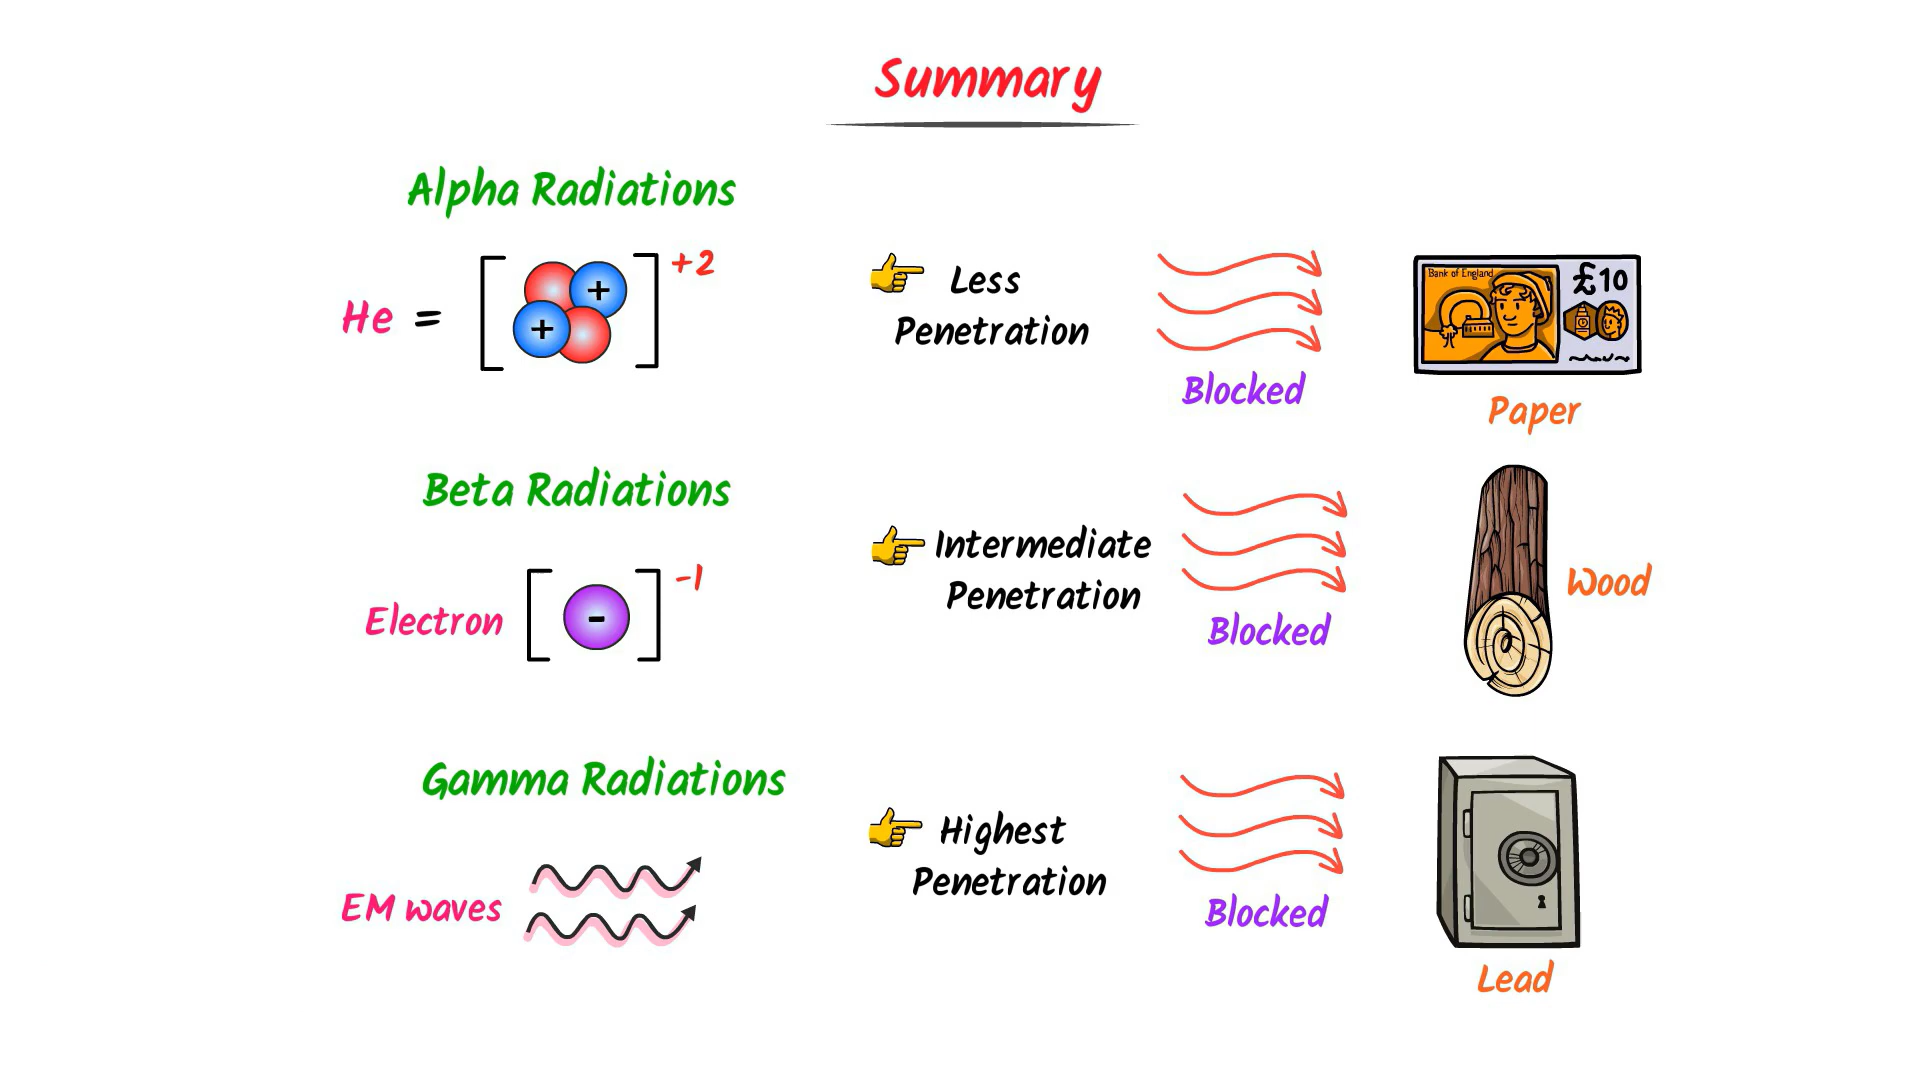 Summary
Alpha Radiations
He = [ + + ] +2
Less
Penetration
Blocked
Bank of England
£10
Paper
Beta Radiations
Electron [ - ] -1
Intermediate
Penetration
Blocked
Wood
Gamma Radiations
EM waves
Highest
Penetration
Blocked
Lead